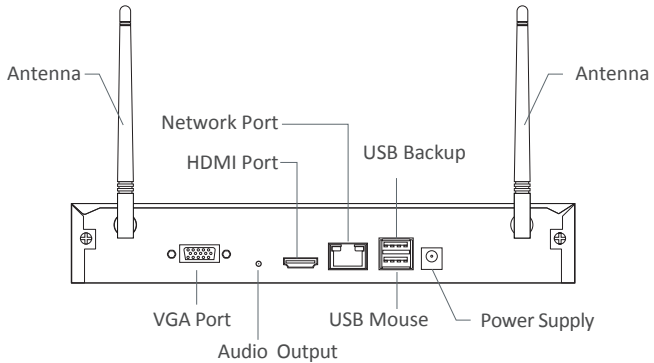 Antenna
Antenna
Network Port
USB Backup
HDMI Port
VGA Port
USB Mouse
Power Supply
Audio Output